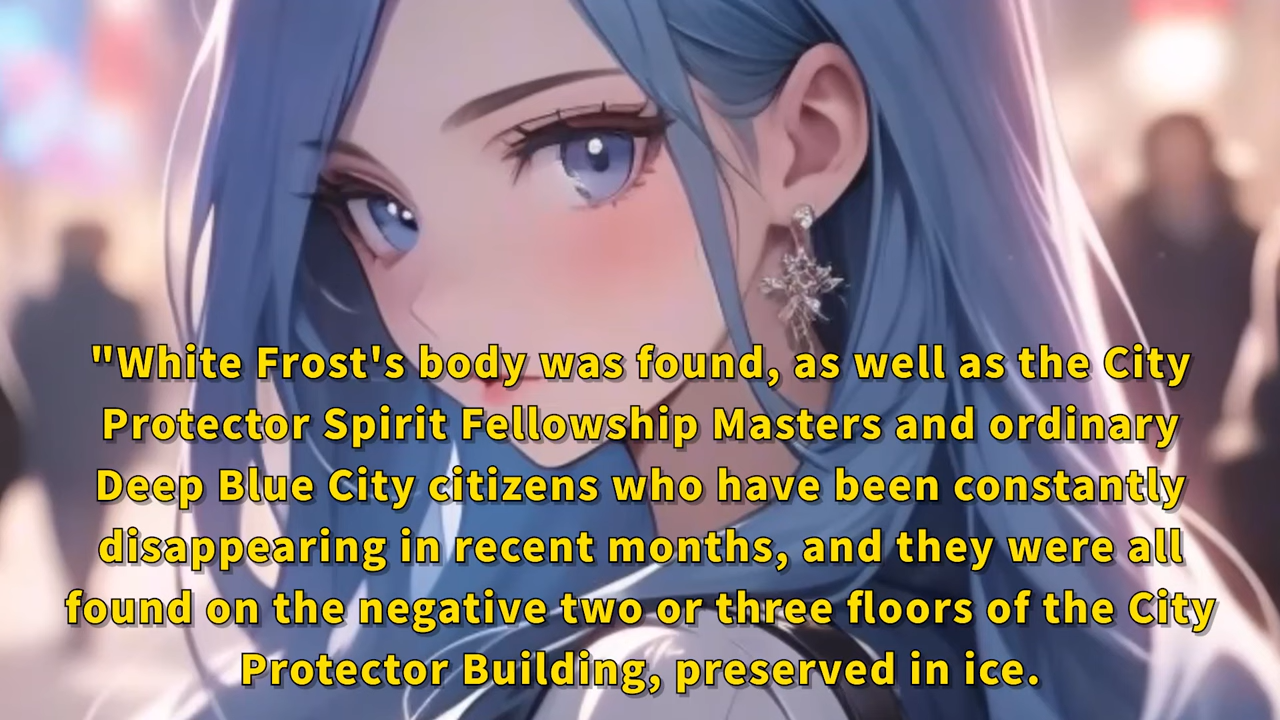 "White Frost's body was found, as well as the City
Protector Spirit Fellowship Masters and ordinary
Deep Blue City citizens who have been constantly
disappearing in recent months, and they were all
found on the negative two or three floors of the City
Protector Building, preserved in ice.